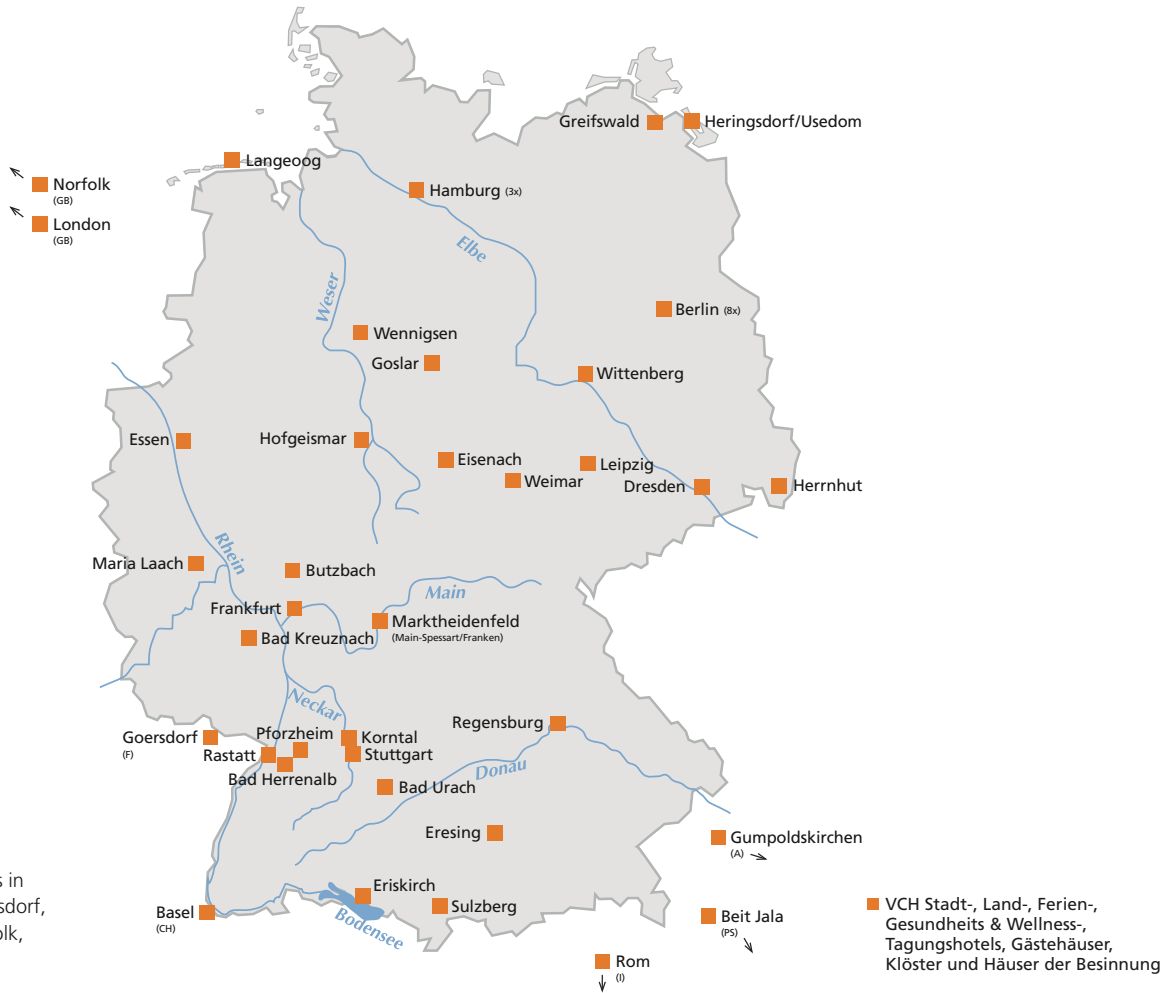 Greifswald
Heringsdorf/Usedom
Langeoog
Norfolk
(GB)
Hamburg (3x)
London
(GB)
Elbe
Weser
Berlin (8x)
Wennigsen
Goslar
Wittenberg
Essen
Hofgeismar
Eisenach
Leipzig
Weimar
Dresden
Herrnhut
Rhein
Maria Laach
Butzbach
Main
Frankfurt
Marktheidenfeld
(Main-Spessart/Franken)
Bad Kreuznach
Neckar
Regensburg
Goersdorf
(F)
Pforzheim
Korntal
Rastatt
Stuttgart
Bad Herrenalb
Donau
Bad Urach
Eresing
Gumpoldskirchen
(A)
s in
sdorf,
olk,
Eriskirch
Sulzberg
Basel
(CH)
Bodensee
Beit Jala
(PS)
Rom
(I)
VCH Stadt-, Land-, Ferien-,
Gesundheits & Wellness-,
Tagungshotels, Gästehäuser,
Klöster und Häuser der Besinnung